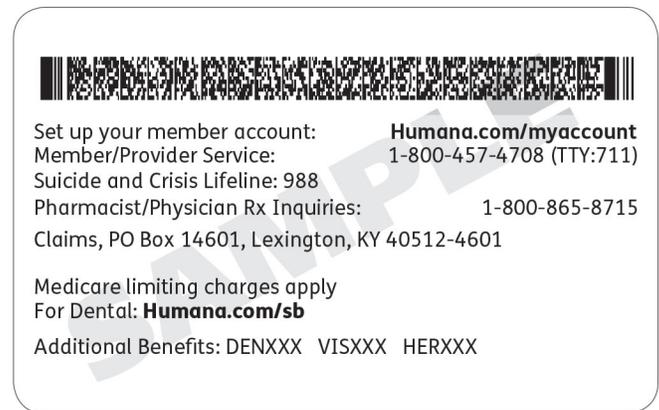 Set up your member account: Humana.com/myaccount
Member/Provider Service: 1-800-457-4708 (TTY:711)
Suicide and Crisis Lifeline: 988
Pharmacist/Physician Rx Inquiries: 1-800-865-8715
Claims, PO Box 14601, Lexington, KY 40512-4601
Medicare limiting charges apply
For Dental: Humana.com/sb
Additional Benefits: DENXXX VISXXX HERXXX
SAMPLE